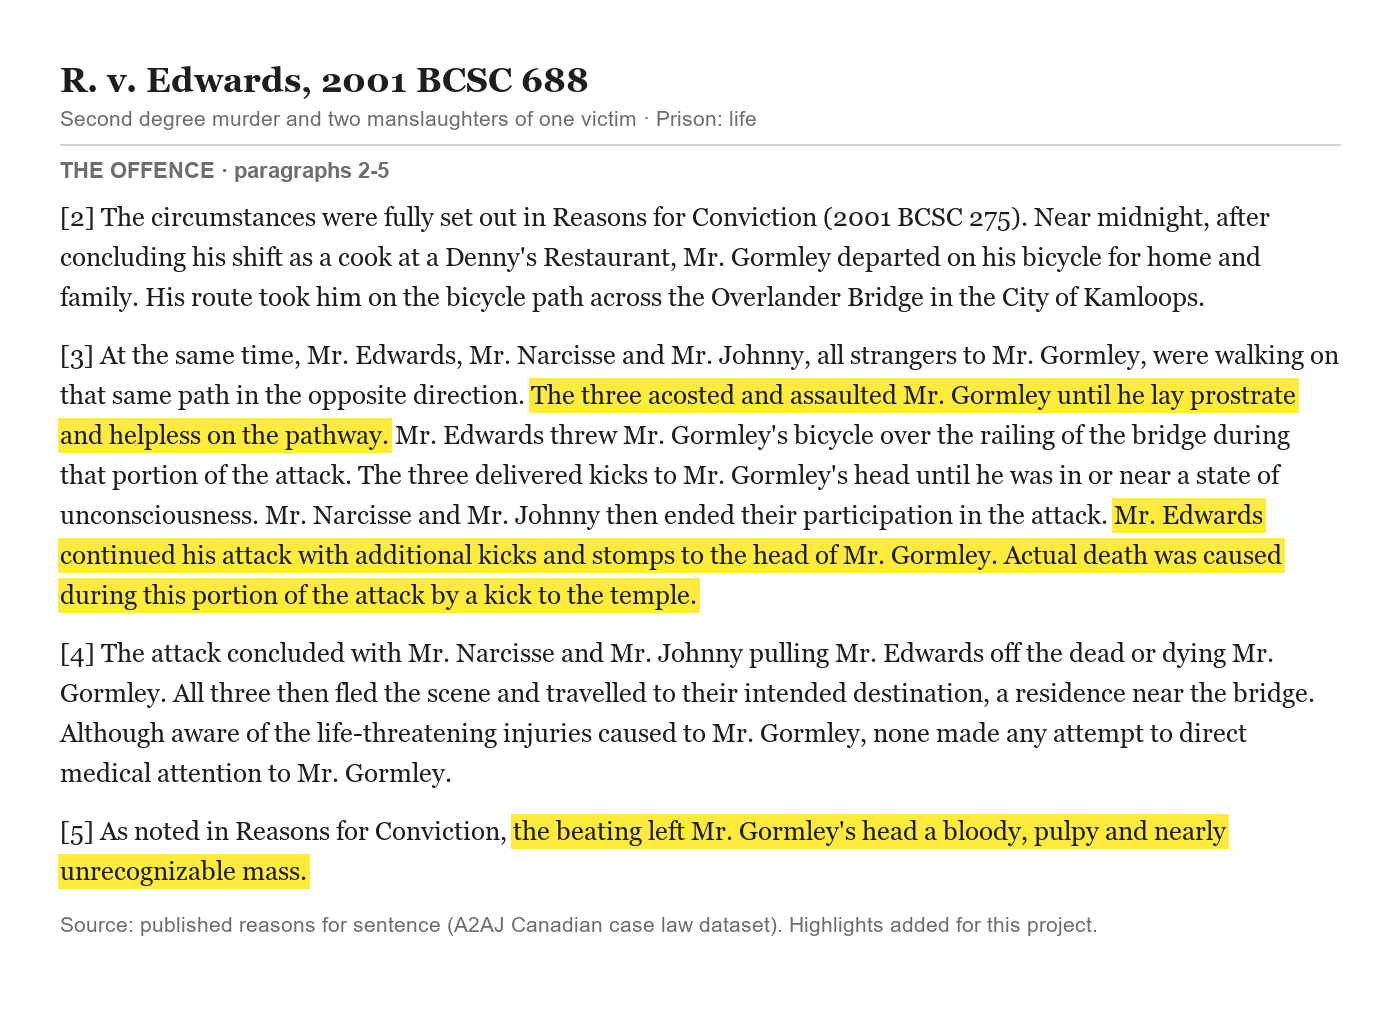 R. v. Edwards, 2001 BCSC 688
Second degree murder and two manslaughters of one victim · Prison: life
THE OFFENCE · paragraphs 2-5
[2] The circumstances were fully set out in Reasons for Conviction (2001 BCSC 275). Near midnight, after
concluding his shift as a cook at a Denny's Restaurant, Mr. Gormley departed on his bicycle for home and
family. His route took him on the bicycle path across the Overlander Bridge in the City of Kamloops.
[3] At the same time, Mr. Edwards, Mr. Narcisse and Mr. Johnny, all strangers to Mr. Gormley, were walking on
that same path in the opposite direction. The three acosted and assaulted Mr. Gormley until he lay prostrate
and helpless on the pathway. Mr. Edwards threw Mr. Gormley's bicycle over the railing of the bridge during
that portion of the attack. The three delivered kicks to Mr. Gormley's head until he was in or near a state of
unconsciousness. Mr. Narcisse and Mr. Johnny then ended their participation in the attack. Mr. Edwards
continued his attack with additional kicks and stomps to the head of Mr. Gormley. Actual death was caused
during this portion of the attack by a kick to the temple.
[4] The attack concluded with Mr. Narcisse and Mr. Johnny pulling Mr. Edwards off the dead or dying Mr.
Gormley. All three then fled the scene and travelled to their intended destination, a residence near the bridge.
Although aware of the life-threatening injuries caused to Mr. Gormley, none made any attempt to direct
medical attention to Mr. Gormley.
[5] As noted in Reasons for Conviction, the beating left Mr. Gormley's head a bloody, pulpy and nearly
unrecognizable mass.
Source: published reasons for sentence (A2AJ Canadian case law dataset). Highlights added for this project.